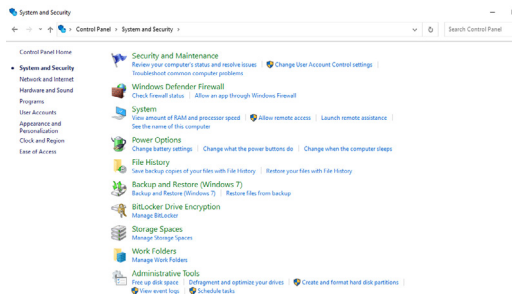 System and Security
Control Panel > System and Security >
Search Control Panel
Control Panel Home
System and Security
Network and Internet
Hardware and Sound
Programs
User Accounts
Appearance and
Personalization
Clock and Region
Ease of Access
Security and Maintenance
Review your computer's status and resolve issues | Change User Account Control settings |
Troubleshoot common computer problems
Windows Defender Firewall
Check firewall status | Allow an app through Windows Firewall
System
View amount of RAM and processor speed | Allow remote access | Launch remote assistance |
See the name of this computer
Power Options
Change battery settings | Change what the power buttons do | Change when the computer sleeps
File History
Save backup copies of your files with File History | Restore your files with File History
Backup and Restore (Windows 7)
Backup and Restore (Windows 7) | Restore files from backup
BitLocker Drive Encryption
Manage BitLocker
Storage Spaces
Manage Storage Spaces
Work Folders
Manage Work Folders
Administrative Tools
Free up disk space | Defragment and optimize your drives | Create and format hard disk partitions |
View event logs | Schedule tasks